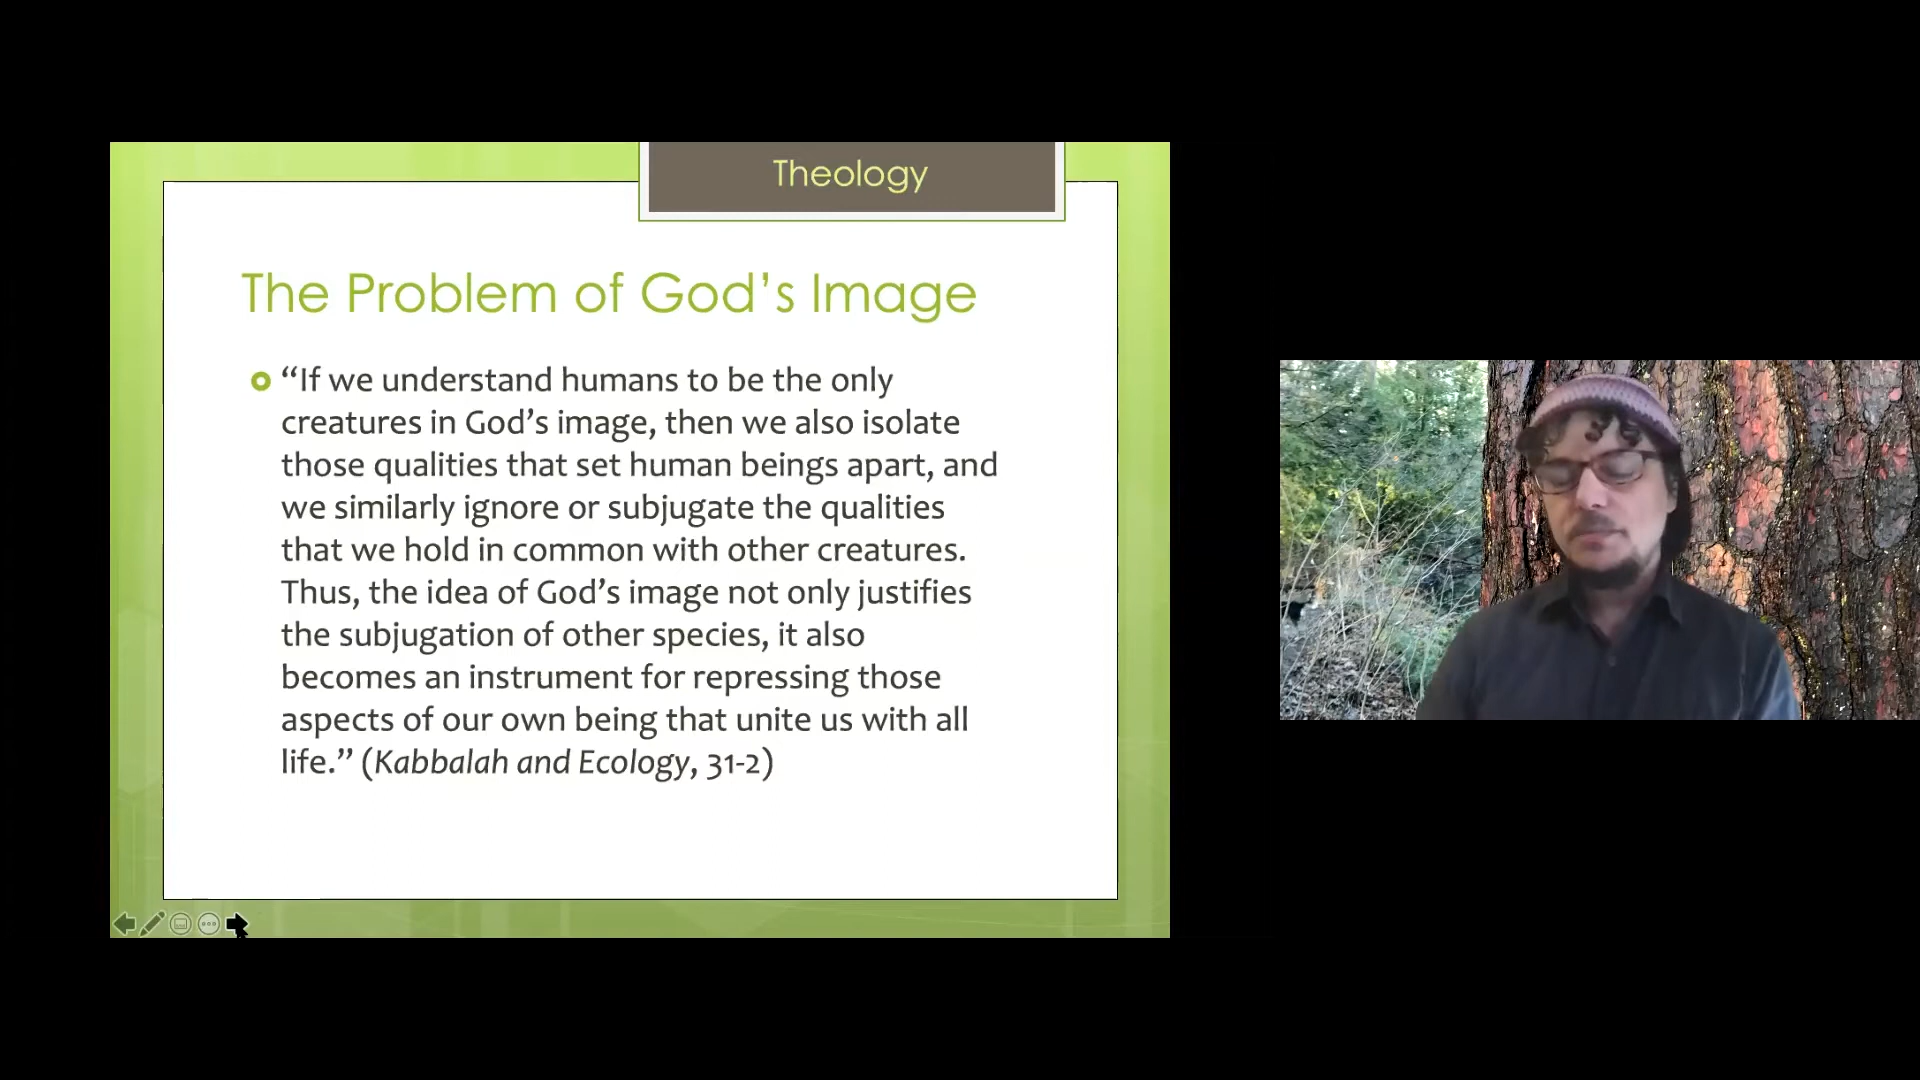 Theology
The Problem of God’s Image
“If we understand humans to be the only
creatures in God’s image, then we also isolate
those qualities that set human beings apart, and
we similarly ignore or subjugate the qualities
that we hold in common with other creatures.
Thus, the idea of God’s image not only justifies
the subjugation of other species, it also
becomes an instrument for repressing those
aspects of our own being that unite us with all
life.” (Kabbalah and Ecology, 31-2)